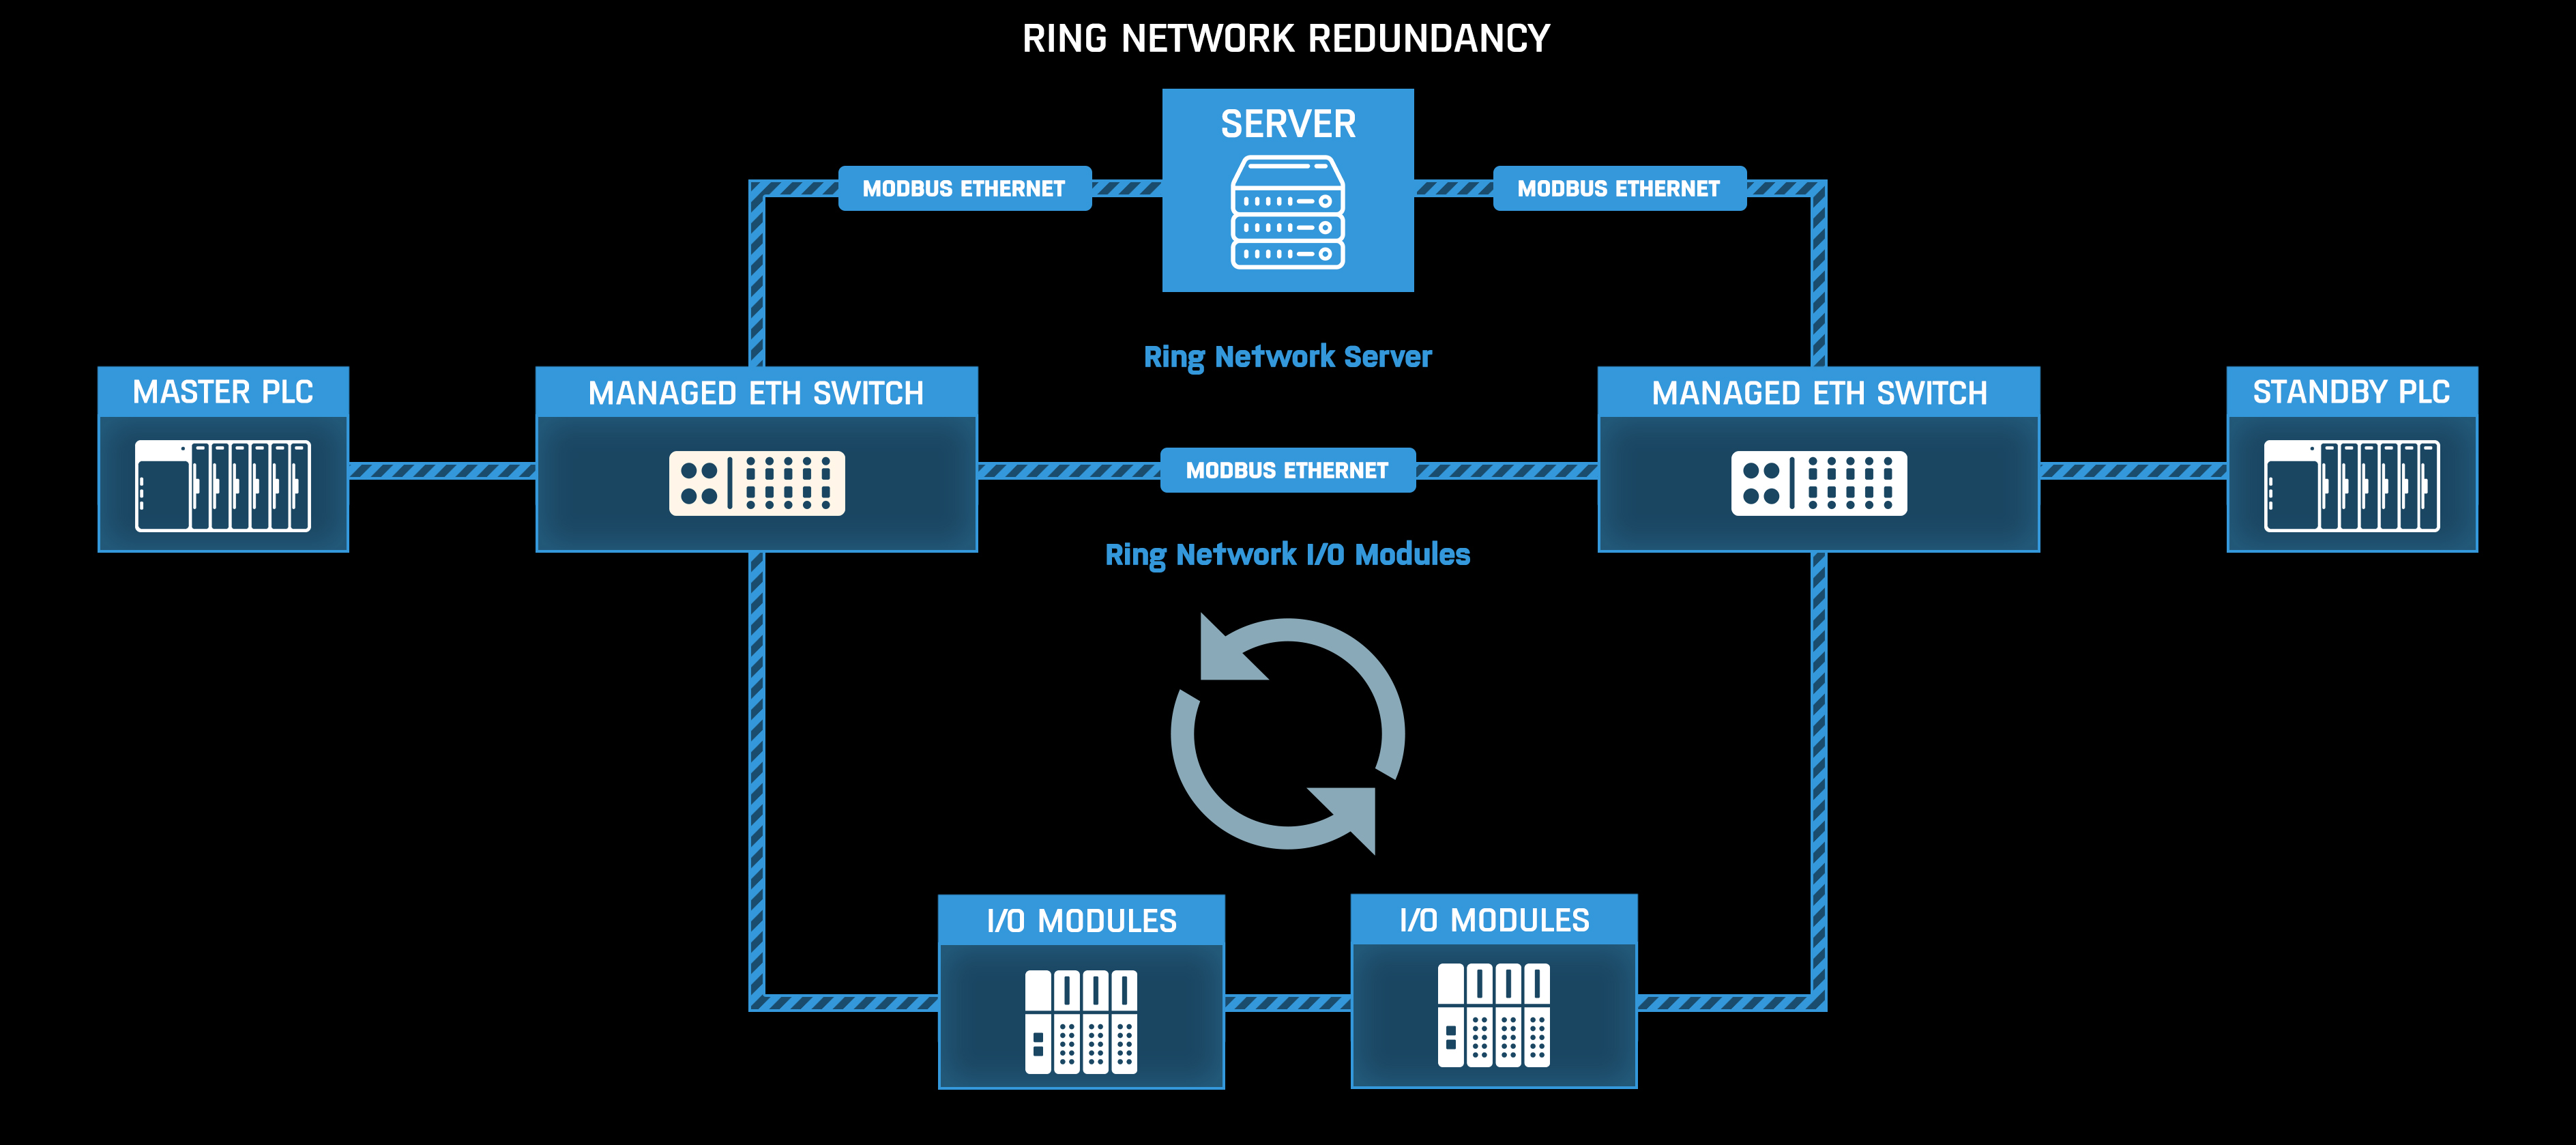 RING NETWORK REDUNDANCY
SERVER
MODBUS ETHERNET
MODBUS ETHERNET
Ring Network Server
MASTER PLC
MANAGED ETH SWITCH
MANAGED ETH SWITCH
STANDBY PLC
MODBUS ETHERNET
Ring Network I/O Modules
I/O MODULES
I/O MODULES